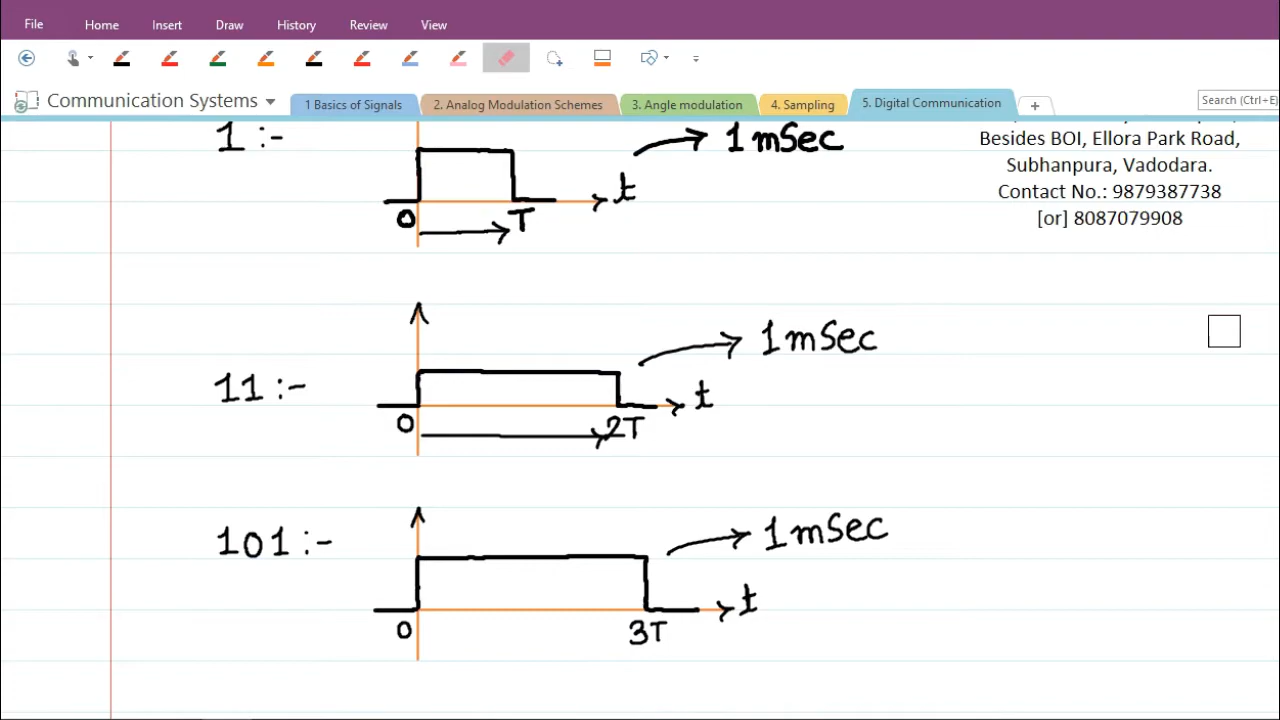 File Home Insert Draw History Review View
Communication Systems 1 Basics of Signals 2. Analog Modulation Schemes 3. Angle modulation 4. Sampling 5. Digital Communication + Search (Ctrl+E)
Besides BOI, Ellora Park Road,
Subhanpura, Vadodara.
Contact No.: 9879387738
[or] 8087079908
1 :- 1 mSec
t
0 T
11 :- 1 mSec
t
0 2T
101 :- 1 mSec
t
0 3T